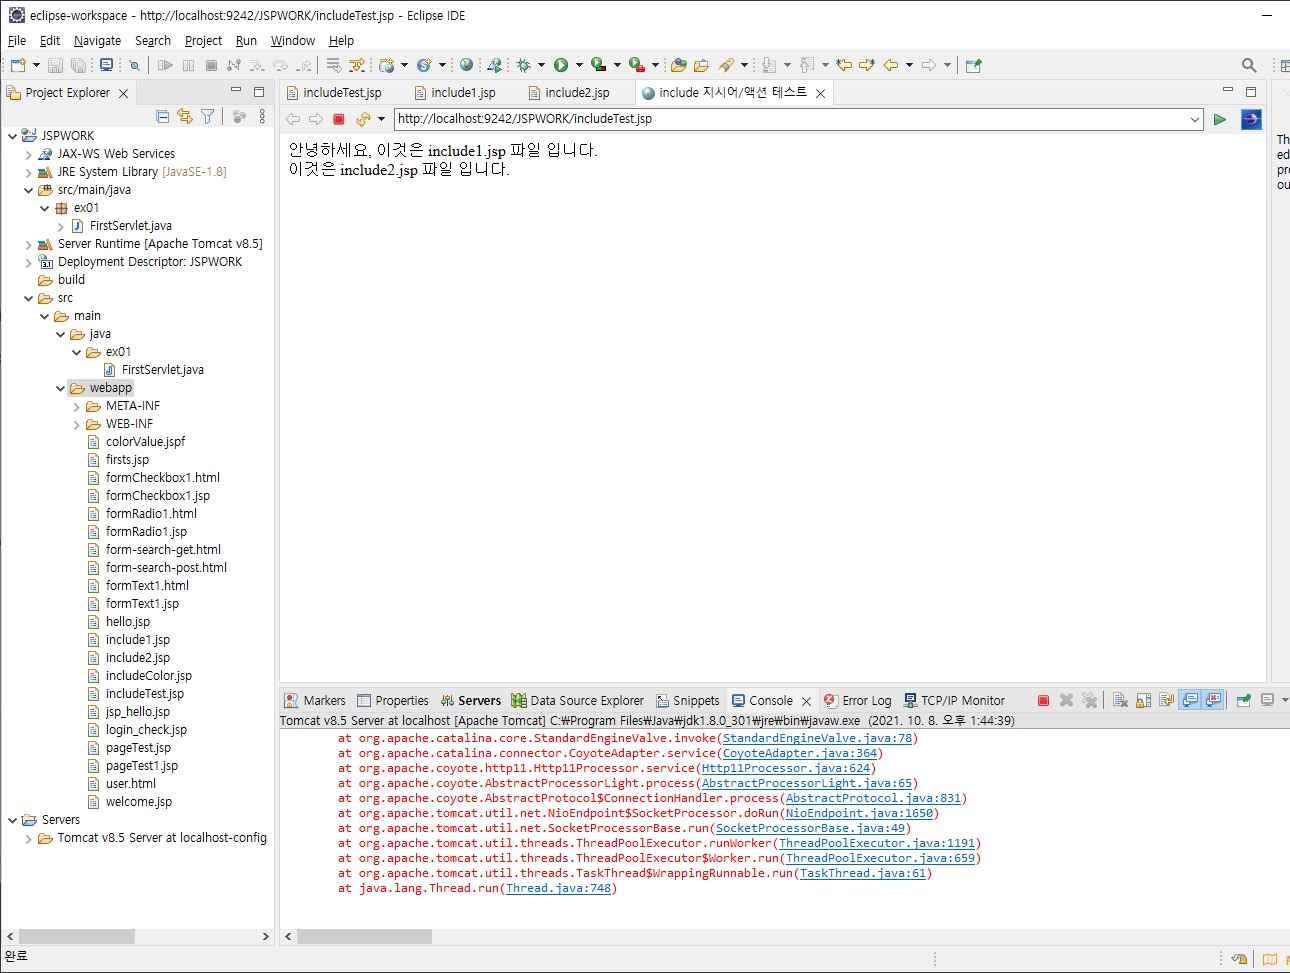 eclipse-workspace - http://localhost:9242/JSPWORK/includeTest.jsp - Eclipse IDE
File Edit Navigate Search Project Run Window Help
Project Explorer
includeTest.jsp include1.jsp include2.jsp include 지시어/액션 테스트
http://localhost:9242/JSPWORK/includeTest.jsp
안녕하세요, 이것은 include1.jsp 파일 입니다.
이것은 include2.jsp 파일 입니다.
Th
ed
pro
ou
JSPWORK
JAX-WS Web Services
JRE System Library [JavaSE-1.8]
src/main/java
ex01
FirstServlet.java
Server Runtime [Apache Tomcat v8.5]
Deployment Descriptor: JSPWORK
build
src
main
java
ex01
FirstServlet.java
webapp
META-INF
WEB-INF
colorValue.jspf
firsts.jsp
formCheckbox1.html
formCheckbox1.jsp
formRadio1.html
formRadio1.jsp
form-search-get.html
form-search-post.html
formText1.html
formText1.jsp
hello.jsp
include1.jsp
include2.jsp
includeColor.jsp
includeTest.jsp
jsp_hello.jsp
login_check.jsp
pageTest.jsp
pageTest1.jsp
user.html
welcome.jsp
Servers
Tomcat v8.5 Server at localhost-config
Markers Properties Servers Data Source Explorer Snippets Console Error Log TCP/IP Monitor
Tomcat v8.5 Server at localhost [Apache Tomcat] C:₩Program Files₩Java₩jdk1.8.0_301₩jre₩bin₩javaw.exe (2021. 10. 8. 오후 1:44:39)
at org.apache.catalina.core.StandardEngineValve.invoke(StandardEngineValve.java:78)
at org.apache.catalina.connector.CoyoteAdapter.service(CoyoteAdapter.java:364)
at org.apache.coyote.http11.Http11Processor.service(Http11Processor.java:624)
at org.apache.coyote.AbstractProcessorLight.process(AbstractProcessorLight.java:65)
at org.apache.coyote.AbstractProtocol$ConnectionHandler.process(AbstractProtocol.java:831)
at org.apache.tomcat.util.net.NioEndpoint$SocketProcessor.doRun(NioEndpoint.java:1650)
at org.apache.tomcat.util.net.SocketProcessorBase.run(SocketProcessorBase.java:49)
at org.apache.tomcat.util.threads.ThreadPoolExecutor.runWorker(ThreadPoolExecutor.java:1191)
at org.apache.tomcat.util.threads.ThreadPoolExecutor$Worker.run(ThreadPoolExecutor.java:659)
at org.apache.tomcat.util.threads.TaskThread$WrappingRunnable.run(TaskThread.java:61)
at java.lang.Thread.run(Thread.java:748)
완료